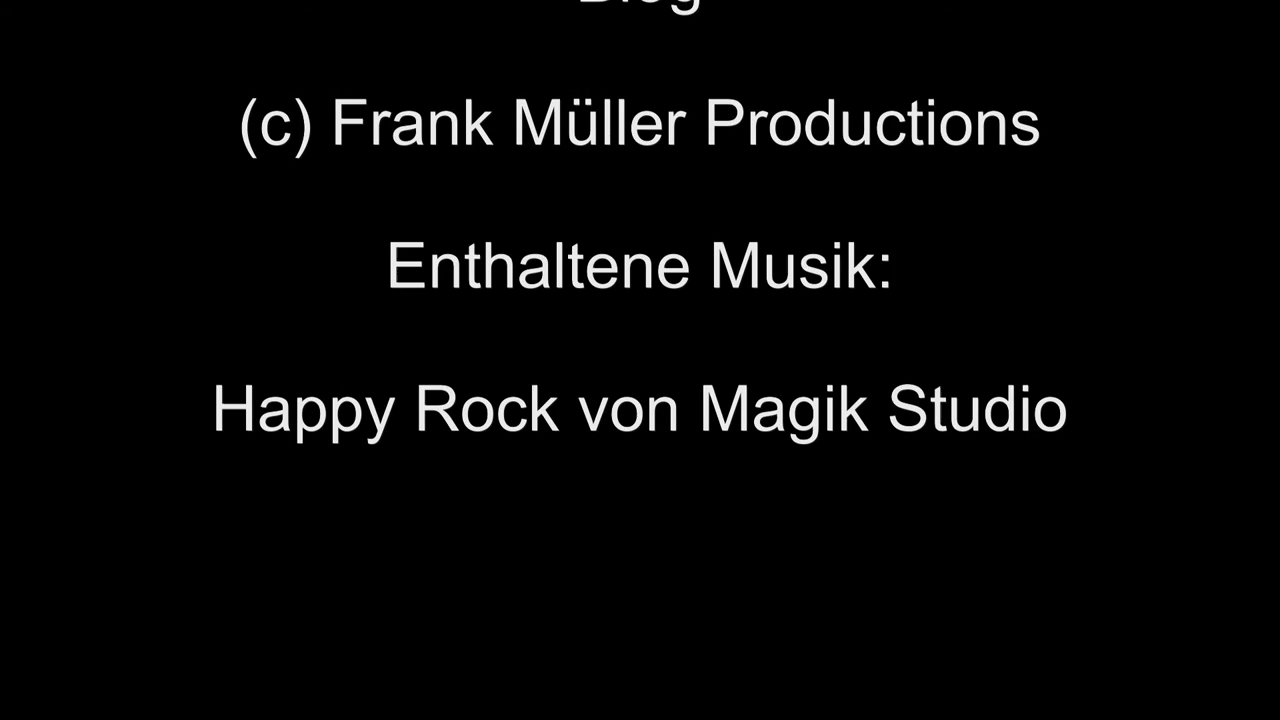 (c) Frank Müller Productions
Enthaltene Musik:
Happy Rock von Magik Studio